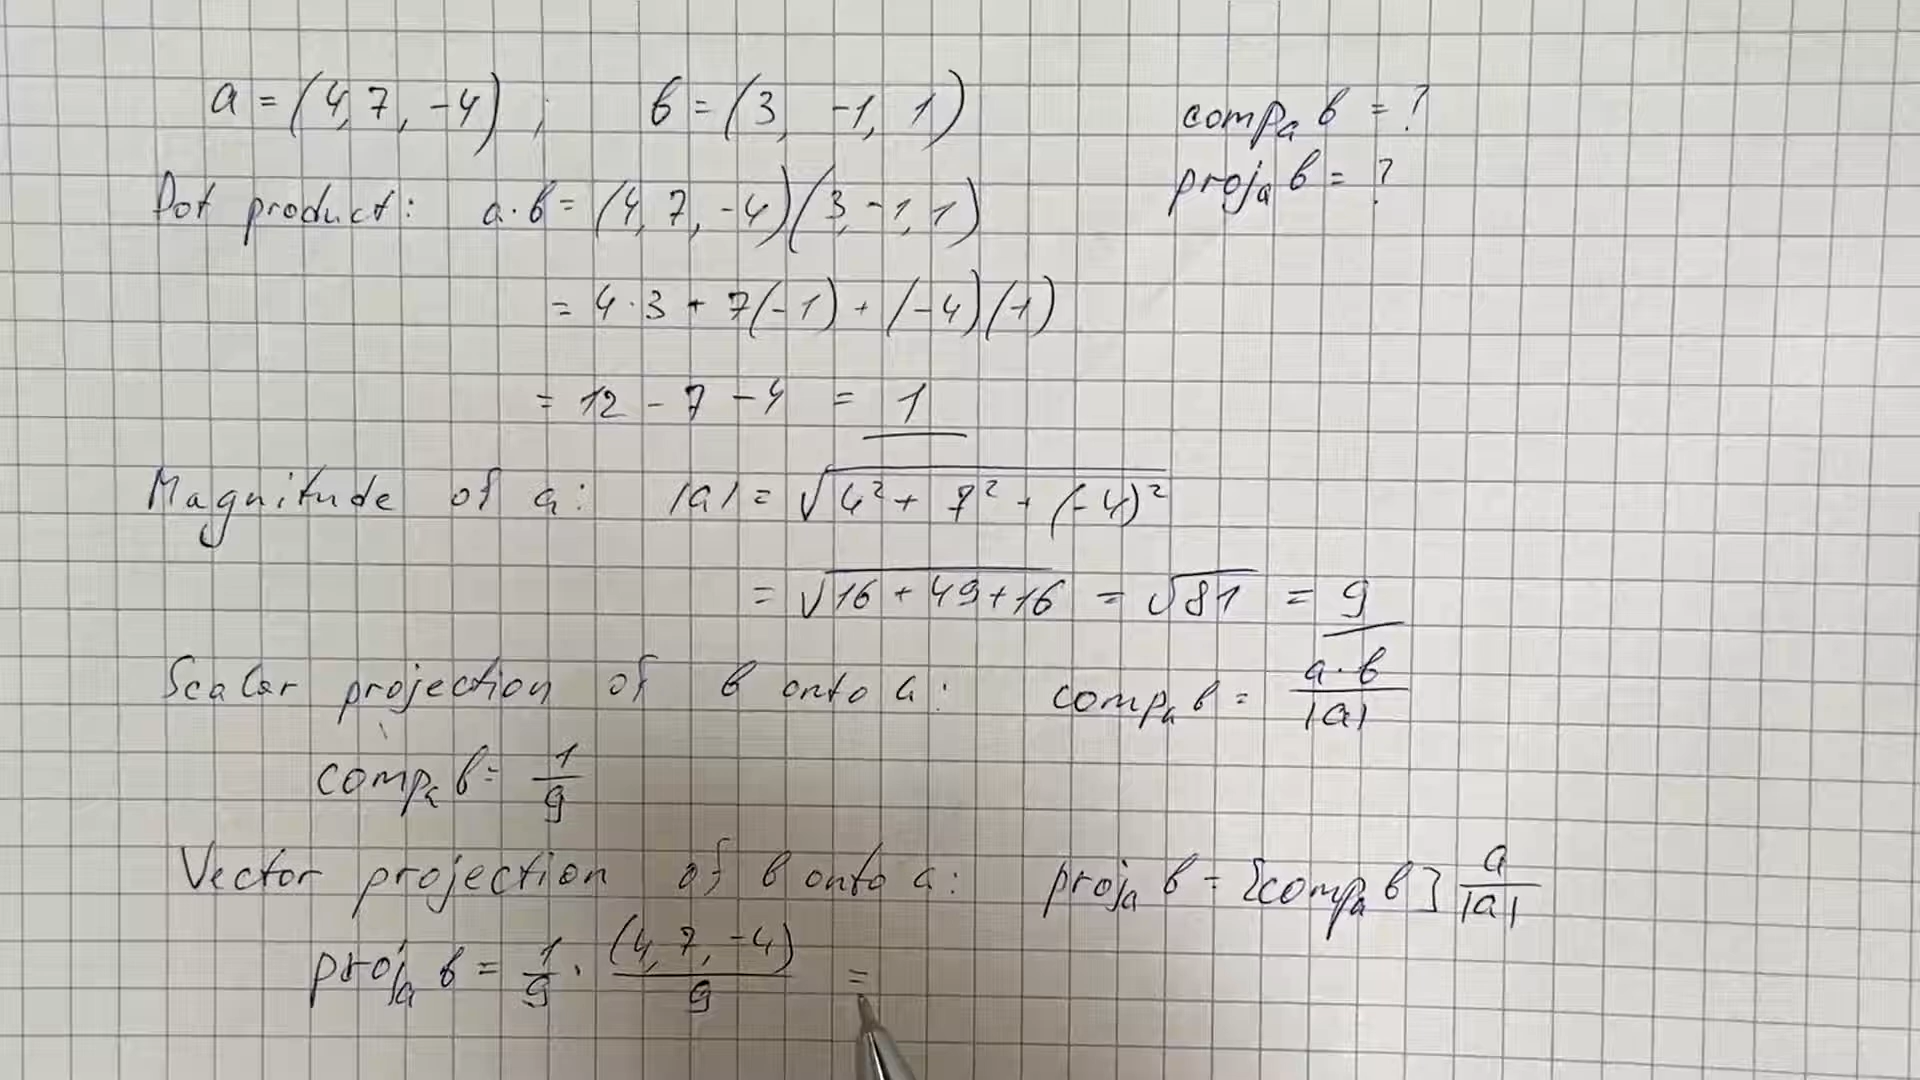 a = (4, 7, -4) ; b = (3, -1, 1) comp_a b = ?
proj_a b = ?
Dot product: a·b = (4, 7, -4)(3, -1, 1)
= 4·3 + 7(-1) + (-4)(1)
= 12 - 7 - 4 = 1
Magnitude of a: |a| = √(4² + 7² + (-4)²)
= √(16 + 49 + 16) = √81 = 9
Scalar projection of b onto a: comp_a b = a·b / |a|
comp_a b = 1/9
Vector projection of b onto a: proj_a b = [comp_a b] a/|a|
proj_a b = 1/9 · (4, 7, -4)/9 =